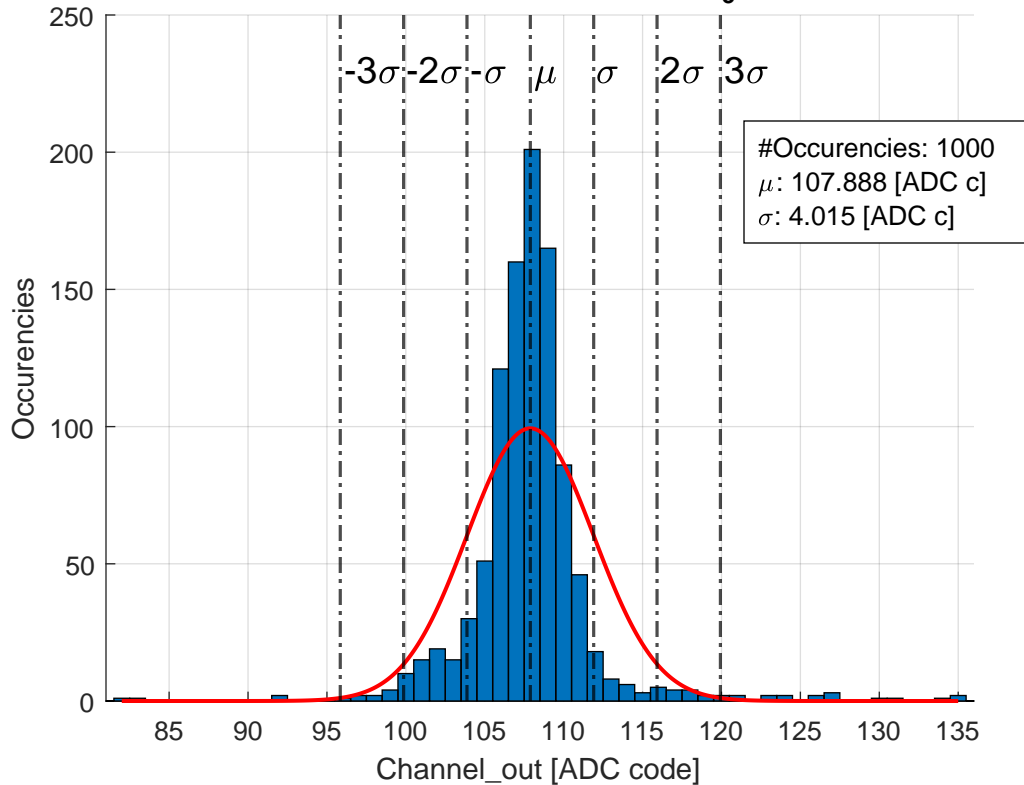 250
-3σ -2σ -σ μ σ 2σ 3σ
#Occurencies: 1000
μ: 107.888 [ADC c]
σ: 4.015 [ADC c]
200
150
100
50
0
Occurencies
85 90 95 100 105 110 115 120 125 130 135
Channel_out [ADC code]